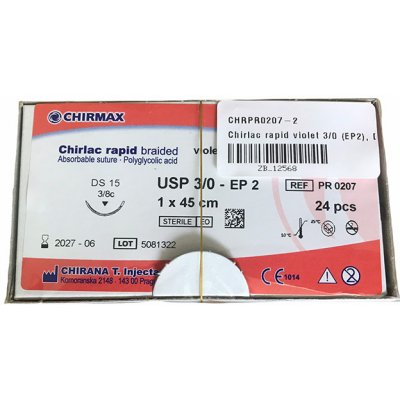 CHIRMAX
CHRPR0207-2
Chirlac rapid violet 3/0 (EP2),
ZB_12568
Chirlac rapid braided
Absorbable suture - Polyglycolic acid
DS 15
3/8c
USP 3/0 - EP 2
1 x 45 cm
STERILE EO
REF PR 0207
24 pcs
2027 - 06
LOT 5081322
CHIRANA T. Injecta
Komoranska 2148 - 143 00 Prag
CE 1014